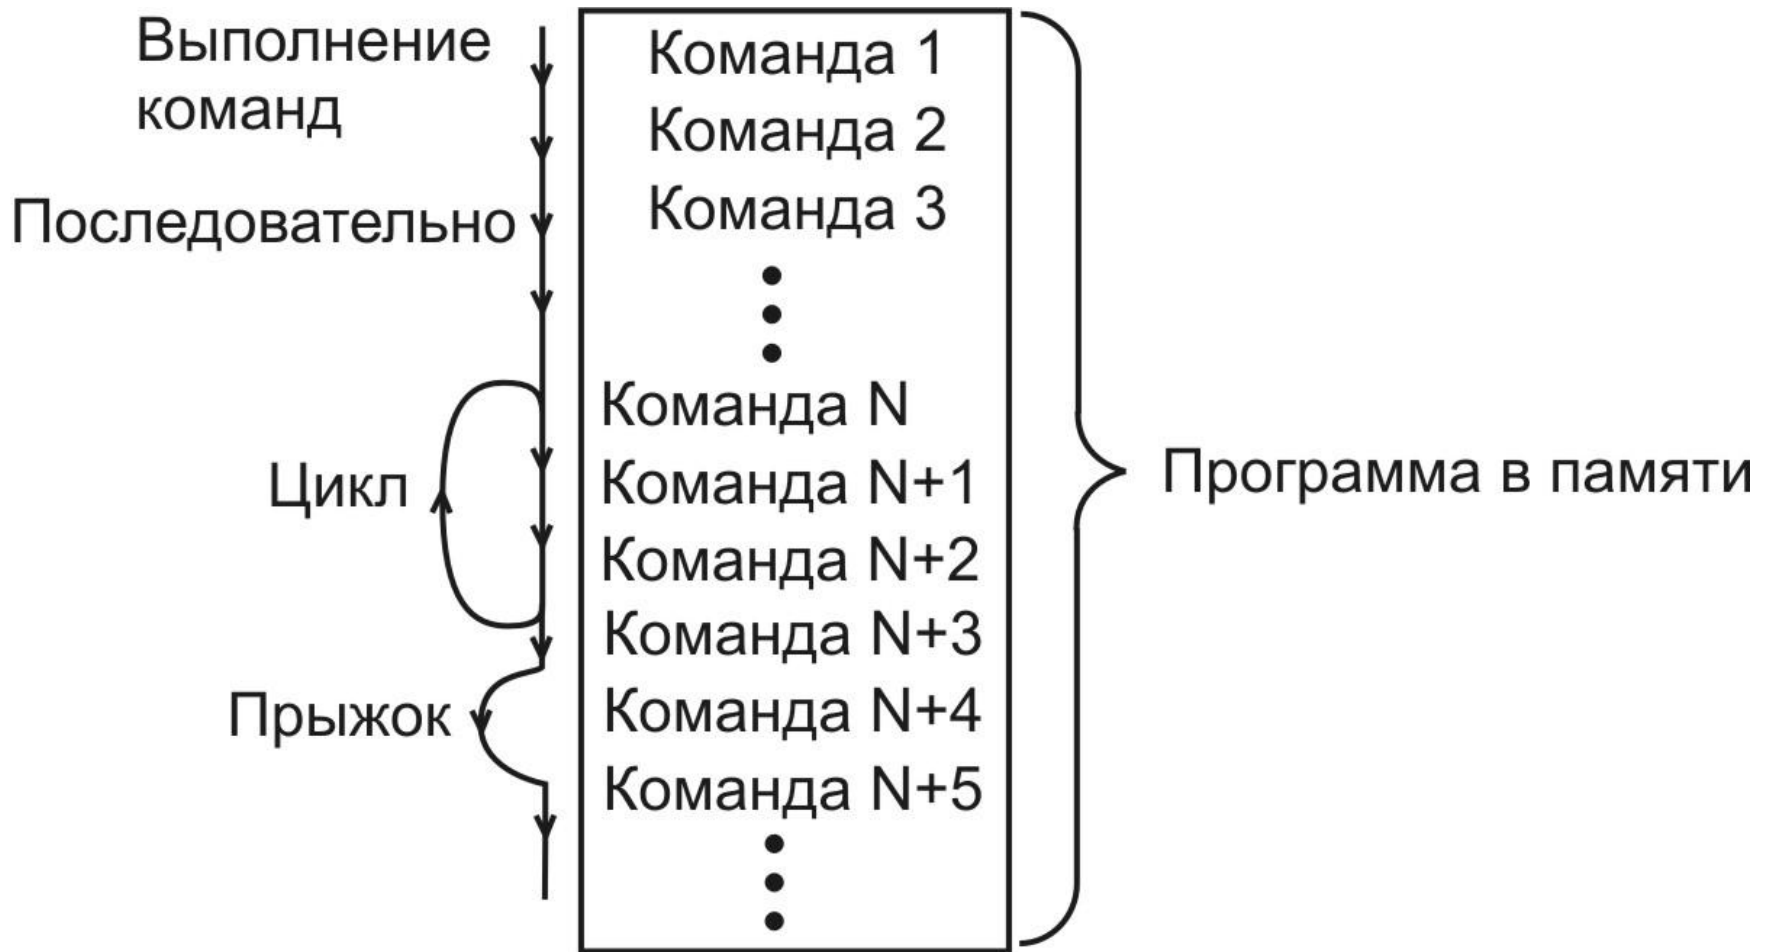 Выполнение
команд
Последовательно
Цикл
Прыжок
Команда 1
Команда 2
Команда 3
Команда N
Команда N+1
Команда N+2
Команда N+3
Команда N+4
Команда N+5
Программа в памяти